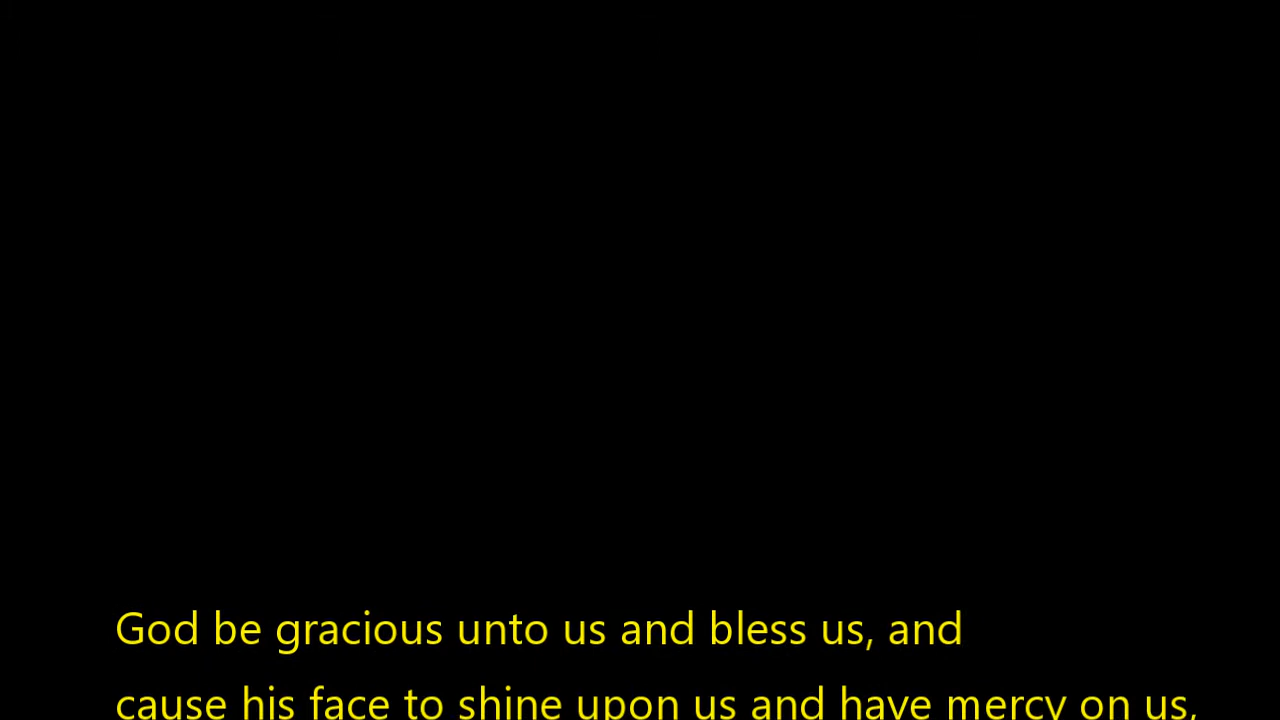 God be gracious unto us and bless us, and
cause his face to shine upon us and have mercy on us,